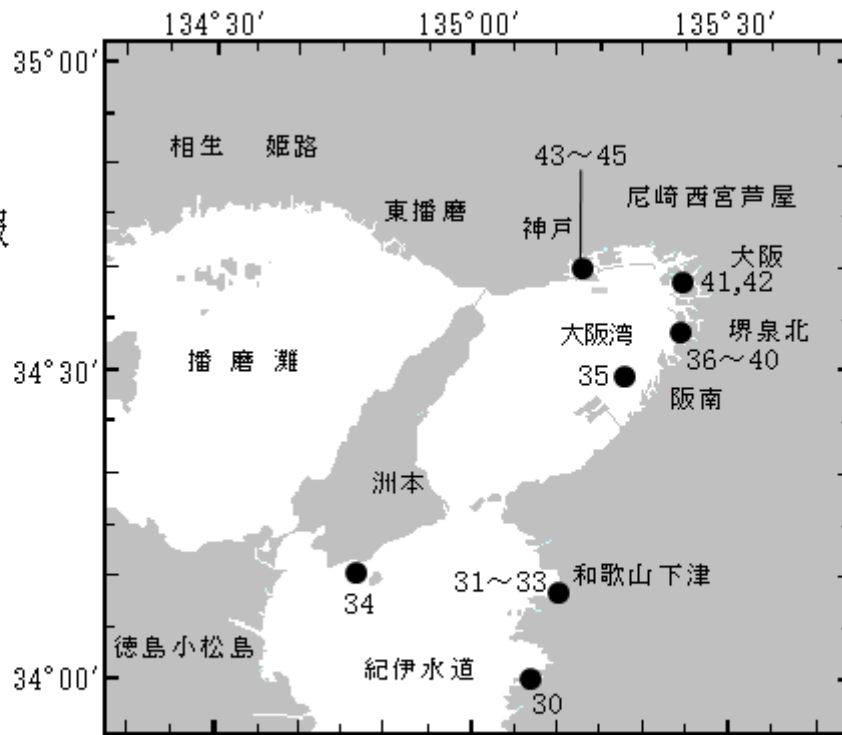 134°30′ 135°00′ 135°30′
35°00′
相生 姫路
43～45
尼崎西宮芦屋
東播磨
神戸
大阪
41,42
大阪湾
堺泉北
播磨灘
34°30′
35
36～40
阪南
洲本
31～33
和歌山下津
34
徳島小松島
紀伊水道
34°00′
30